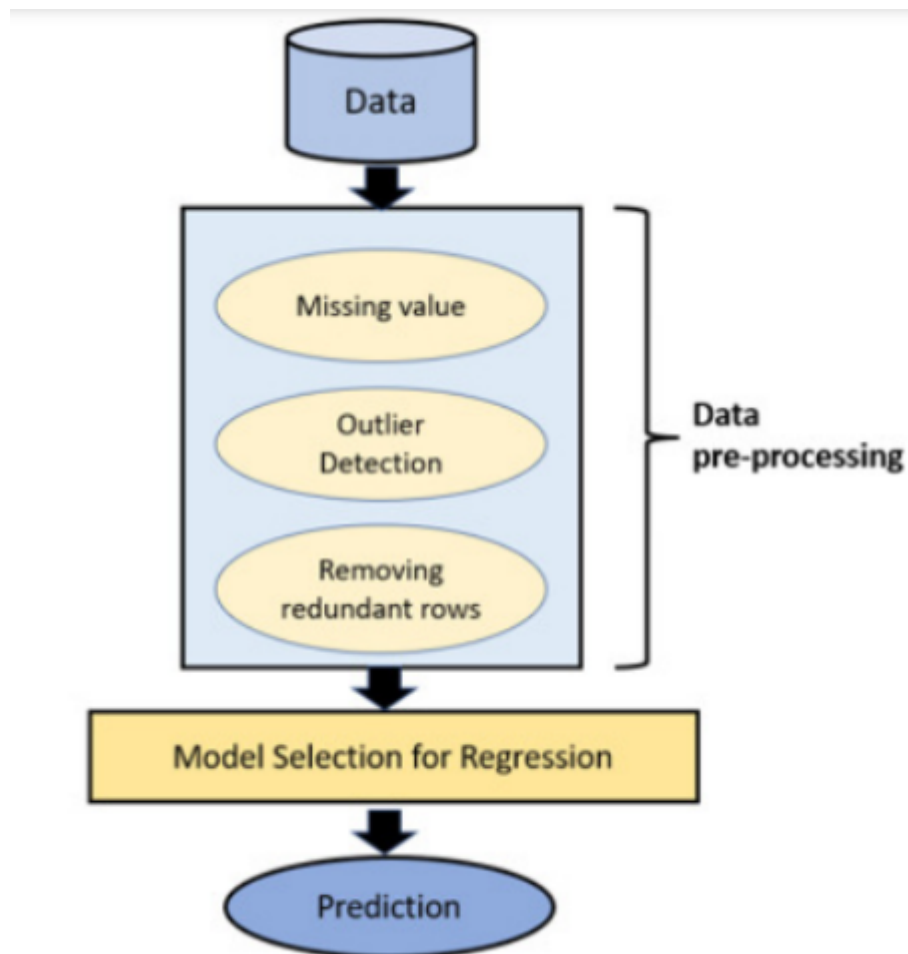 Data
Missing value
Outlier
Detection
Removing
redundant rows
Data
pre-processing
Model Selection for Regression
Prediction